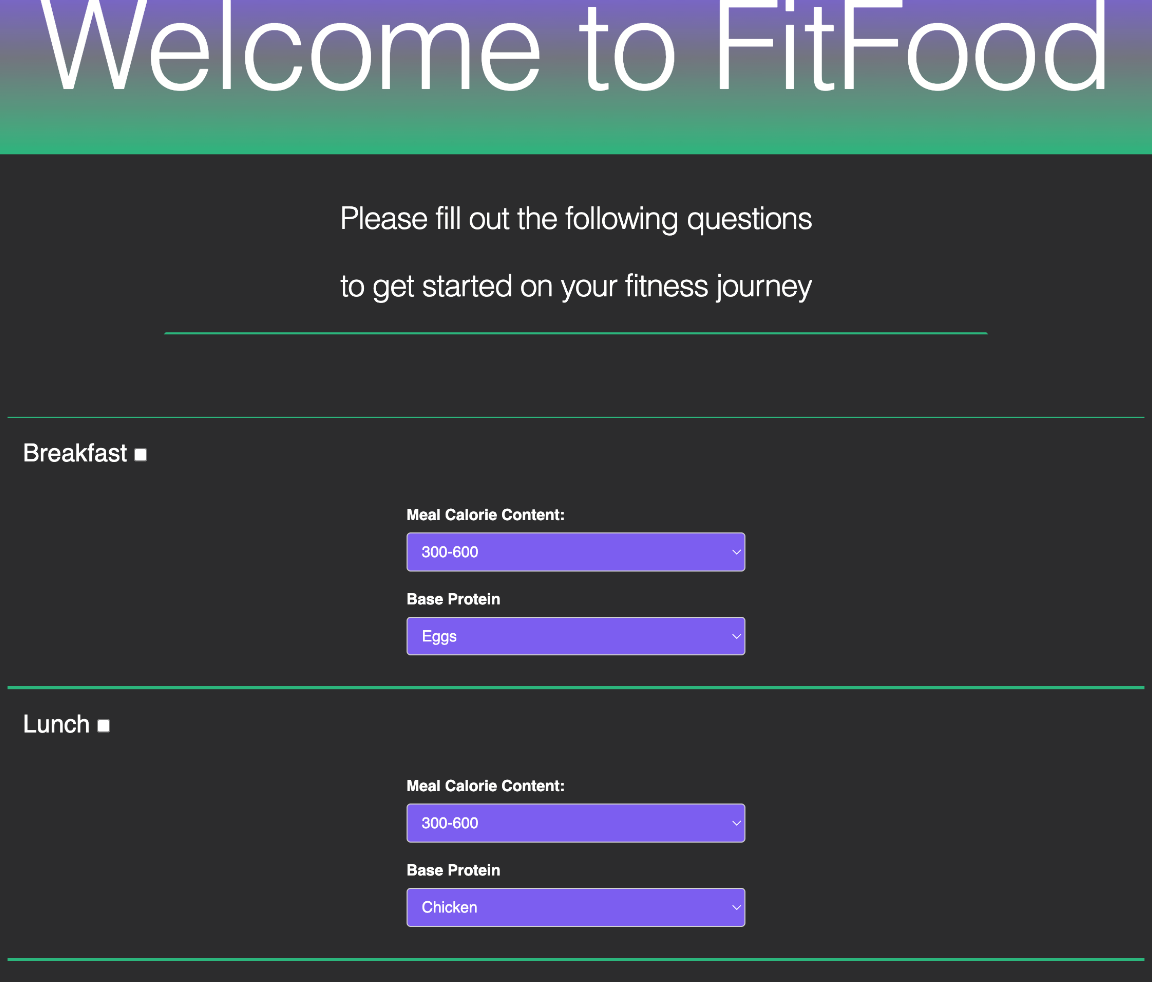 Welcome to FitFood
Please fill out the following questions
to get started on your fitness journey
Breakfast
Meal Calorie Content:
300-600
Base Protein
Eggs
Lunch
Meal Calorie Content:
300-600
Base Protein
Chicken